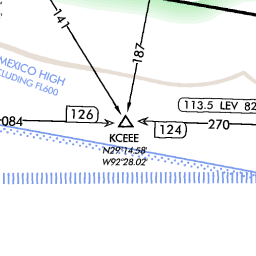 141
187
MEXICO HIGH
CLUDING FL600
113.5 LEV 82
084
126
124
270
KCEEE
N29°14.58'
W92°28.02'